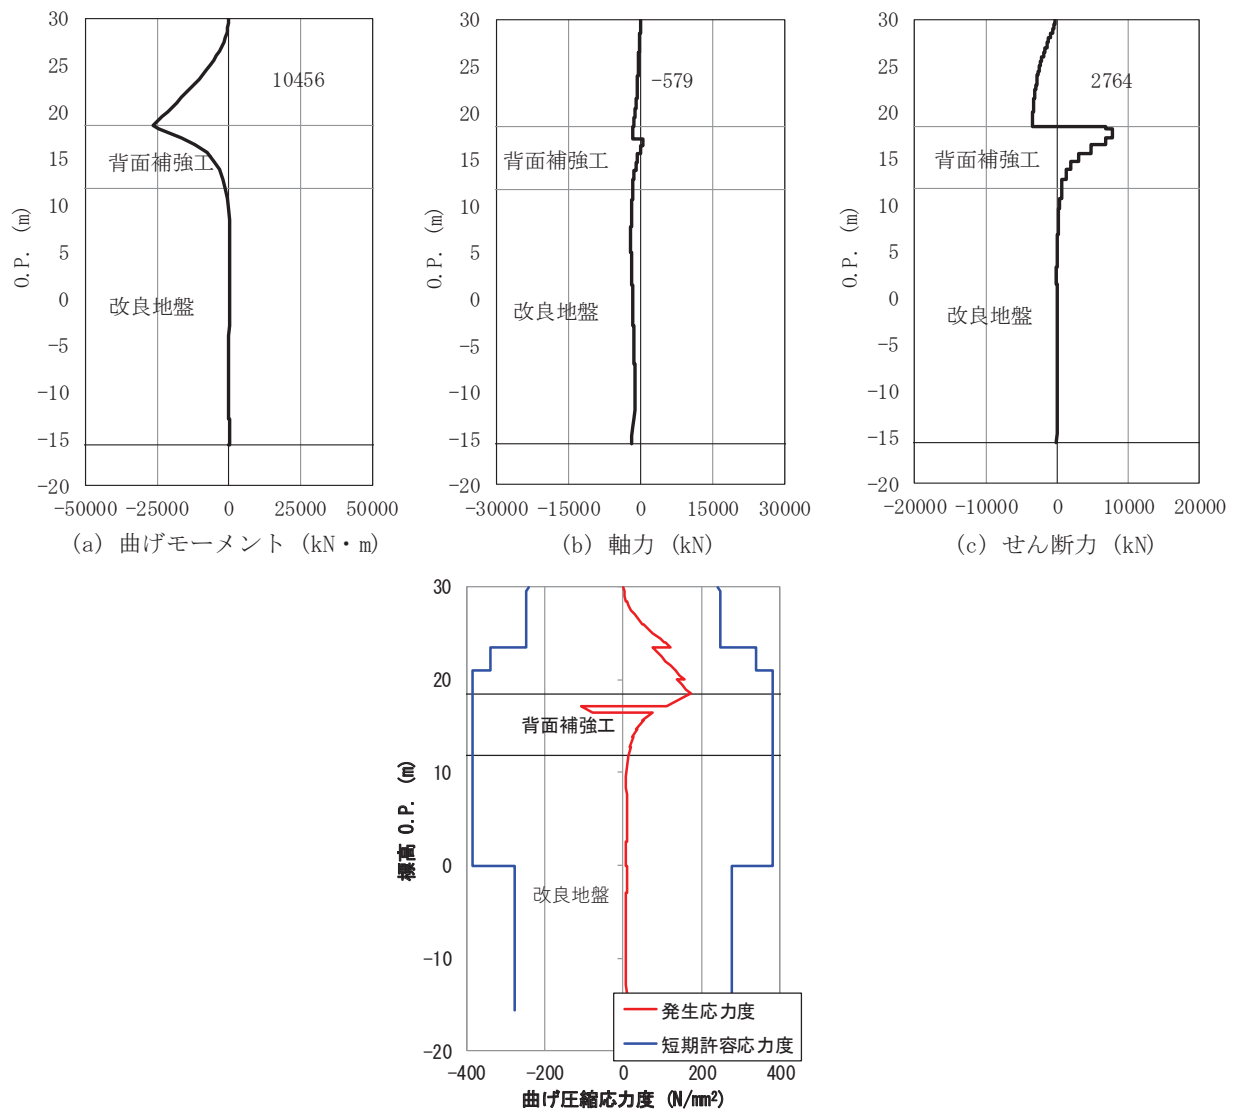 30
25
20
15
10
5
0
-5
-10
-15
-20
O.P. (m)
10456
背面補強工
改良地盤
-50000 -25000 0 25000 50000
(a) 曲げモーメント (kN・m)
30
25
20
15
10
5
0
-5
-10
-15
-20
O.P. (m)
-579
背面補強工
改良地盤
-30000 -15000 0 15000 30000
(b) 軸力 (kN)
30
25
20
15
10
5
0
-5
-10
-15
-20
O.P. (m)
2764
背面補強工
改良地盤
-20000 -10000 0 10000 20000
(c) せん断力 (kN)
30
20
10
0
-10
-20
標高 O.P. (m)
背面補強工
改良地盤
発生応力度
短期許容応力度
-400 -200 0 200 400
曲げ圧縮応力度 (N/mm²)